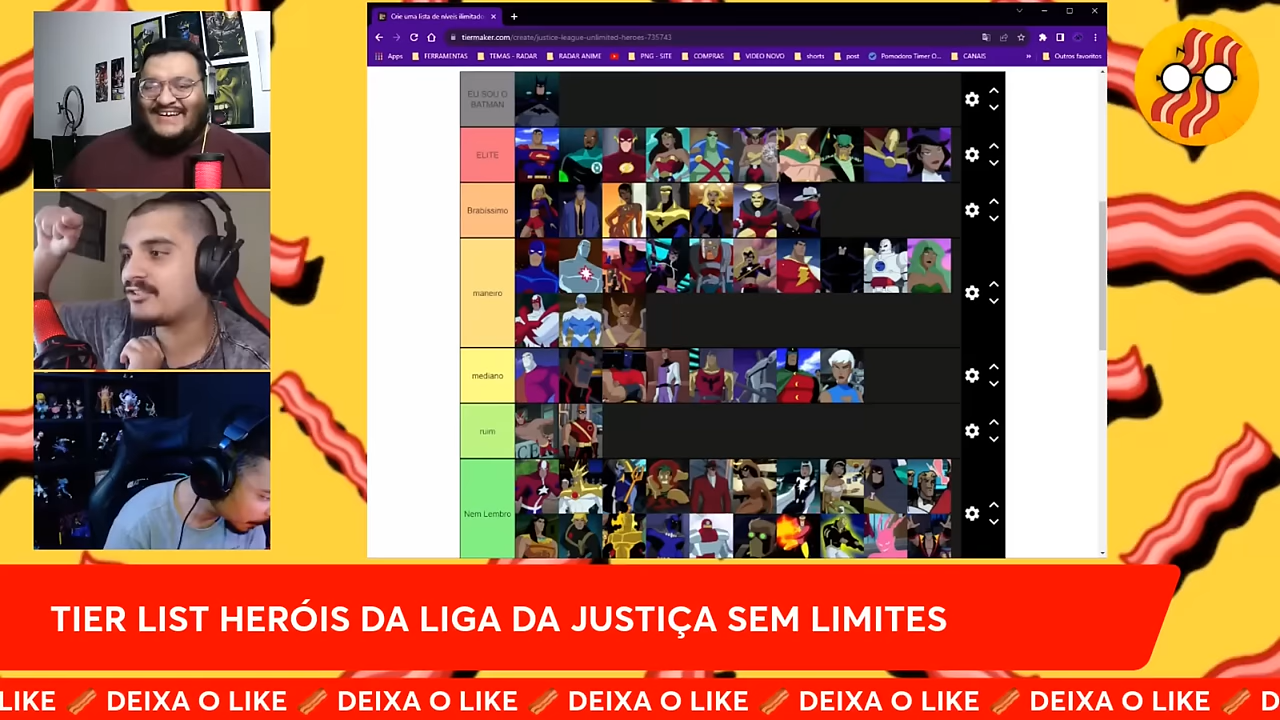 Crie uma lista de níveis ilimitado
tiermaker.com/create/justice-league-unlimited-heroes-735743
Apps
FERRAMENTAS
TEMAS - RADAR
RADAR ANIME
PNG - SITE
COMPRAS
VIDEO NOVO
shorts
post
Pomodoro Timer O...
CANAIS
»
Outros favoritos
EU SOU O
BATMAN
ELITE
Brabíssimo
maneiro
mediano
ruim
Nem Lembro
TIER LIST HERÓIS DA LIGA DA JUSTIÇA SEM LIMITES
LIKE DEIXA O LIKE DEIXA O LIKE DEIXA O LIKE DEIXA O LIKE DEIXA O LIKE D